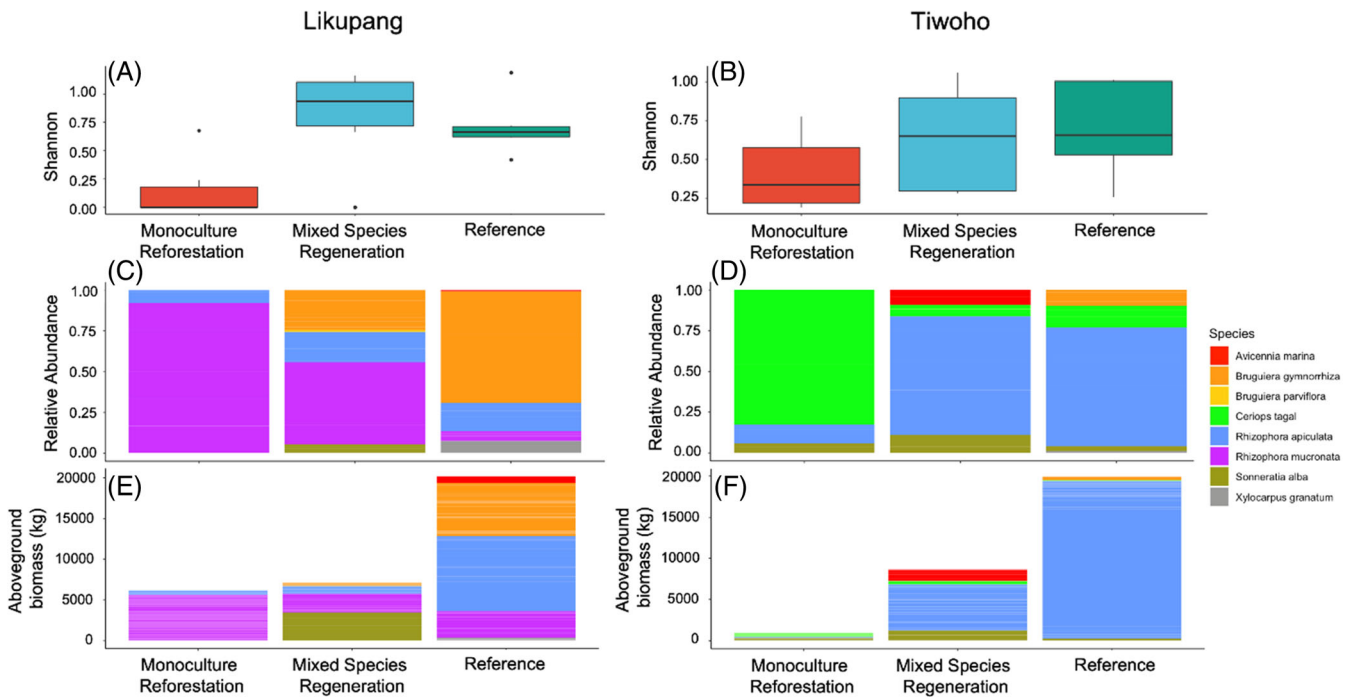 Likupang
Tiwoho
(A)
Shannon
1.00
0.75
0.50
0.25
0.00
Monoculture
Reforestation
Mixed Species
Regeneration
Reference
(B)
Shannon
1.00
0.75
0.50
0.25
Monoculture
Reforestation
Mixed Species
Regeneration
Reference
(C)
Relative Abundance
1.00
0.75
0.50
0.25
0.00
(D)
Relative Abundance
1.00
0.75
0.50
0.25
0.00
Species
Avicennia marina
Bruguiera gymnorrhiza
Bruguiera parviflora
Ceriops tagal
Rhizophora apiculata
Rhizophora mucronata
Sonneratia alba
Xylocarpus granatum
(E)
Aboveground
biomass (kg)
20000
15000
10000
5000
0
Monoculture
Reforestation
Mixed Species
Regeneration
Reference
(F)
Aboveground
biomass (kg)
20000
15000
10000
5000
0
Monoculture
Reforestation
Mixed Species
Regeneration
Reference